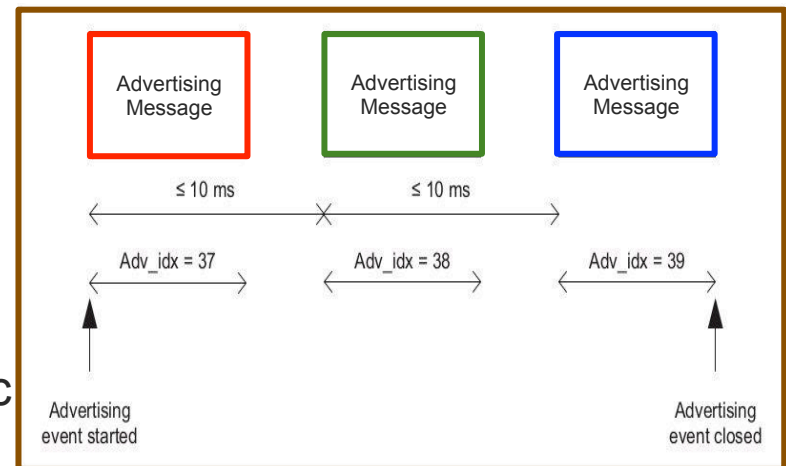 Advertising
Message
Advertising
Message
Advertising
Message
≤ 10 ms
≤ 10 ms
Adv_idx = 37
Adv_idx = 38
Adv_idx = 39
c
Advertising
event started
Advertising
event closed